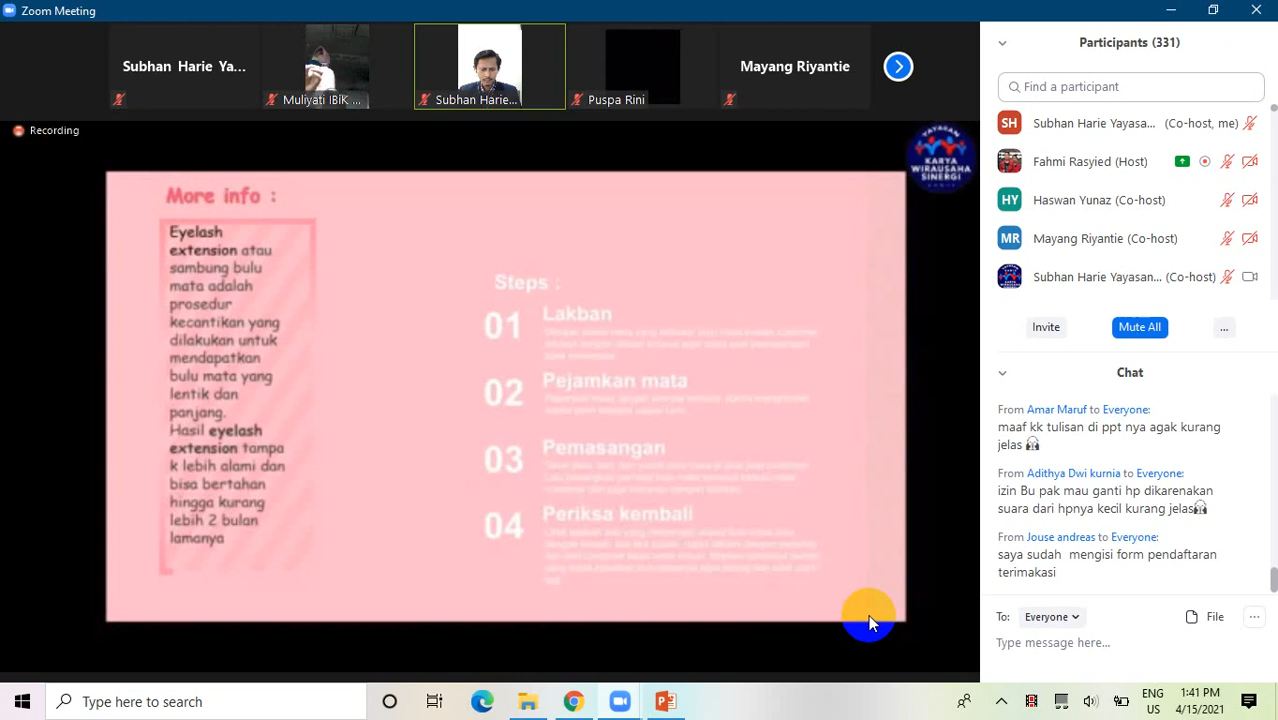 Zoom Meeting
Subhan Harie Ya...
Muliyati IBiK ...
Subhan Harie...
Puspa Rini
Mayang Riyantie
Recording
YAYASAN
KARYA
WIRAUSAHA
SINERGI
More info :
Eyelash
extension atau
sambung bulu
mata adalah
prosedur
kecantikan yang
dilakukan untuk
mendapatkan
bulu mata yang
lentik dan
panjang.
Hasil eyelash
extension tampa
k lebih alami dan
bisa bertahan
hingga kurang
lebih 2 bulan
lamanya
Steps :
01 Lakban
02 Pejamkan mata
03 Pemasangan
04 Periksa kembali
Participants (331)
Find a participant
SH Subhan Harie Yayasa... (Co-host, me)
Fahmi Rasyied (Host)
HY Haswan Yunaz (Co-host)
MR Mayang Riyantie (Co-host)
Subhan Harie Yayasan... (Co-host)
Invite
Mute All
...
Chat
From Amar Maruf to Everyone:
maaf kk tulisan di ppt nya agak kurang
jelas
From Adithya Dwi kurnia to Everyone:
izin Bu pak mau ganti hp dikarenakan
suara dari hpnya kecil kurang jelas
From Jouse andreas to Everyone:
saya sudah mengisi form pendaftaran
terimakasi
To: Everyone
File
...
Type message here...
Type here to search
ENG
US
1:41 PM
4/15/2021